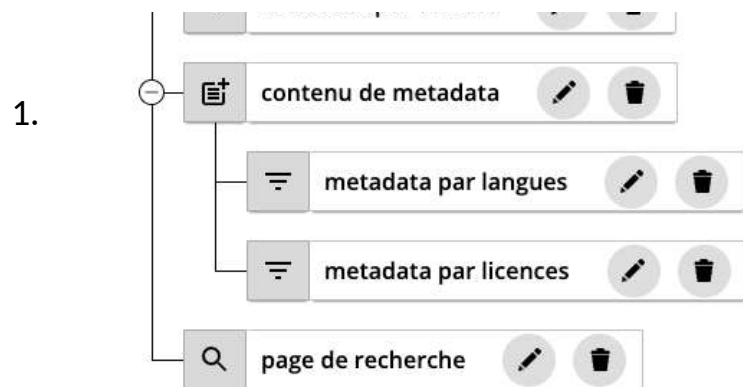 contenu de metadata
1.
metadata par langues
metadata par licences
page de recherche